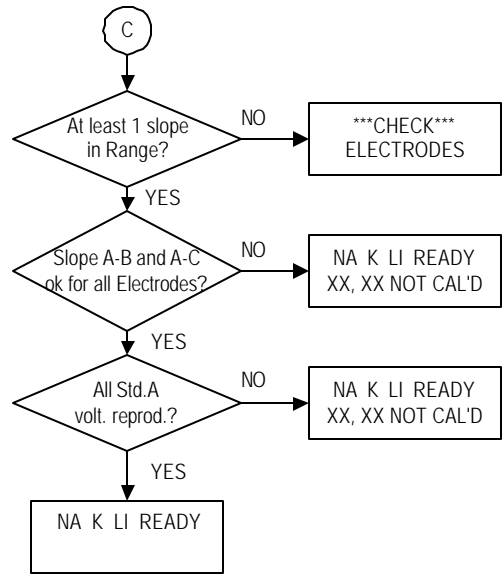 C
At least 1 slope
in Range?
NO
***CHECK***
ELECTRODES
YES
Slope A-B and A-C
ok for all Electrodes?
NO
NA K LI READY
XX, XX NOT CAL'D
YES
All Std.A
volt. reprod.?
NO
NA K LI READY
XX, XX NOT CAL'D
YES
NA K LI READY